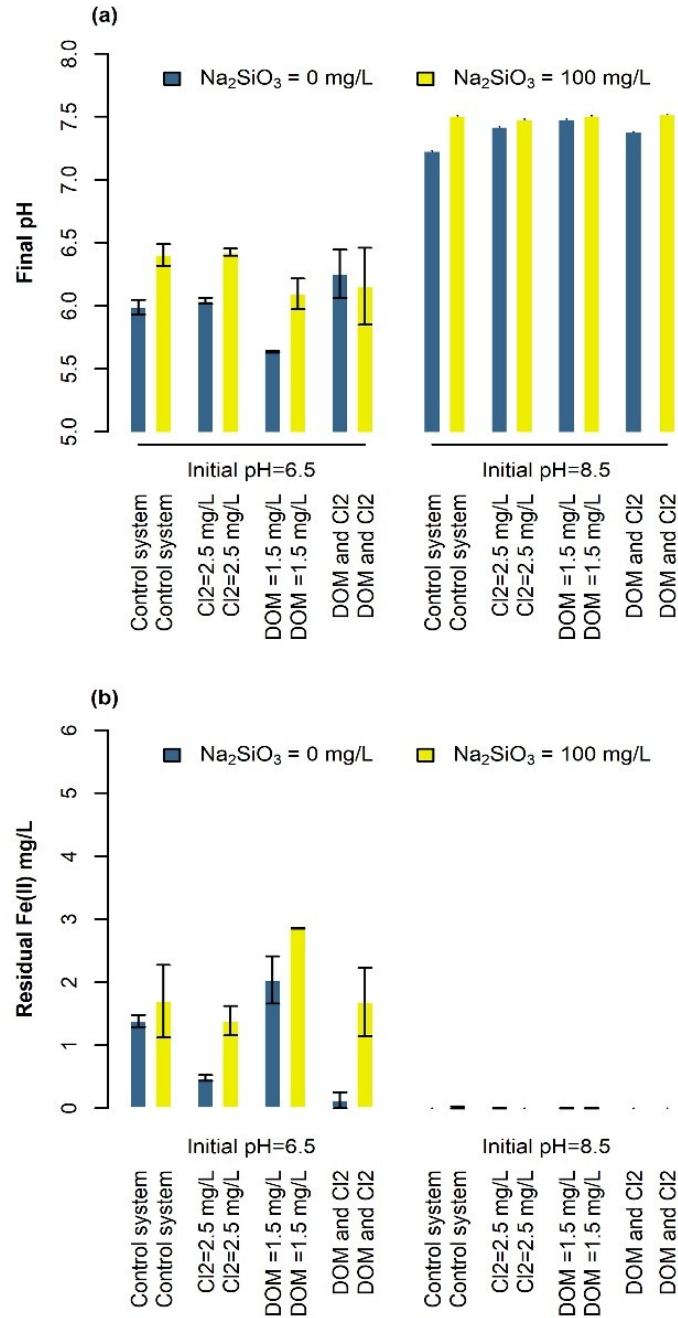 (a)
Final pH
8.0
7.5
7.0
6.5
6.0
5.5
5.0
Na₂SiO₃ = 0 mg/L
Na₂SiO₃ = 100 mg/L
Initial pH=6.5
Initial pH=8.5
Control system
Control system
Cl2=2.5 mg/L
Cl2=2.5 mg/L
DOM =1.5 mg/L
DOM =1.5 mg/L
DOM and Cl2
DOM and Cl2
Control system
Control system
Cl2=2.5 mg/L
Cl2=2.5 mg/L
DOM =1.5 mg/L
DOM =1.5 mg/L
DOM and Cl2
DOM and Cl2
(b)
Residual Fe(II) mg/L
6
5
4
3
2
1
0
Na₂SiO₃ = 0 mg/L
Na₂SiO₃ = 100 mg/L
Initial pH=6.5
Initial pH=8.5
Control system
Control system
Cl2=2.5 mg/L
Cl2=2.5 mg/L
DOM =1.5 mg/L
DOM =1.5 mg/L
DOM and Cl2
DOM and Cl2
Control system
Control system
Cl2=2.5 mg/L
Cl2=2.5 mg/L
DOM =1.5 mg/L
DOM =1.5 mg/L
DOM and Cl2
DOM and Cl2